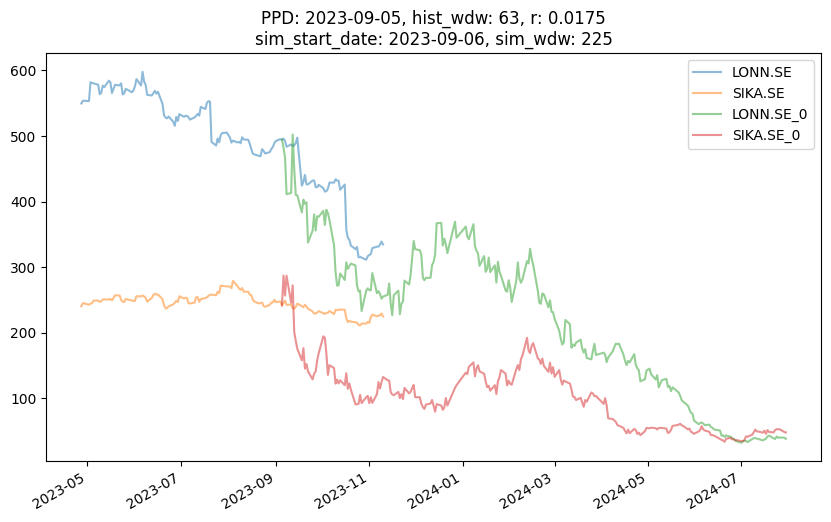 PPD: 2023-09-05, hist_wdw: 63, r: 0.0175
sim_start_date: 2023-09-06, sim_wdw: 225
LONN.SE
SIKA.SE
LONN.SE_0
SIKA.SE_0
600
500
400
300
200
100
2023-05
2023-07
2023-09
2023-11
2024-01
2024-03
2024-05
2024-07